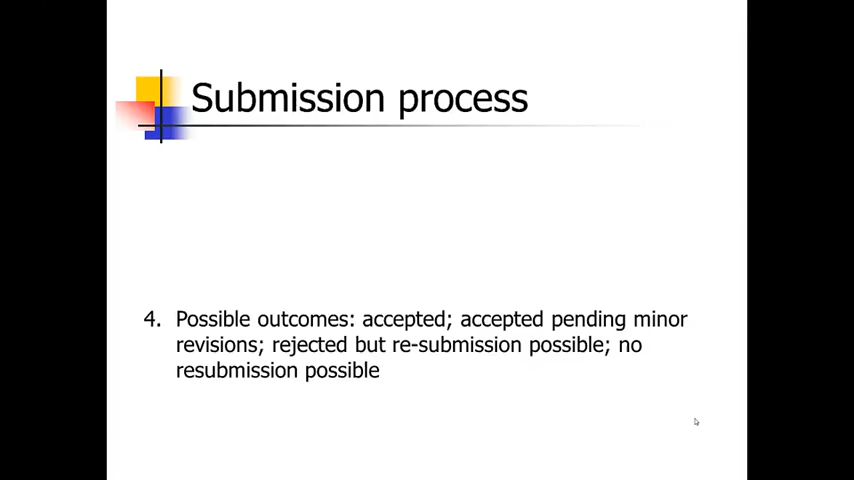 Submission process
4. Possible outcomes: accepted; accepted pending minor
revisions; rejected but re-submission possible; no
resubmission possible